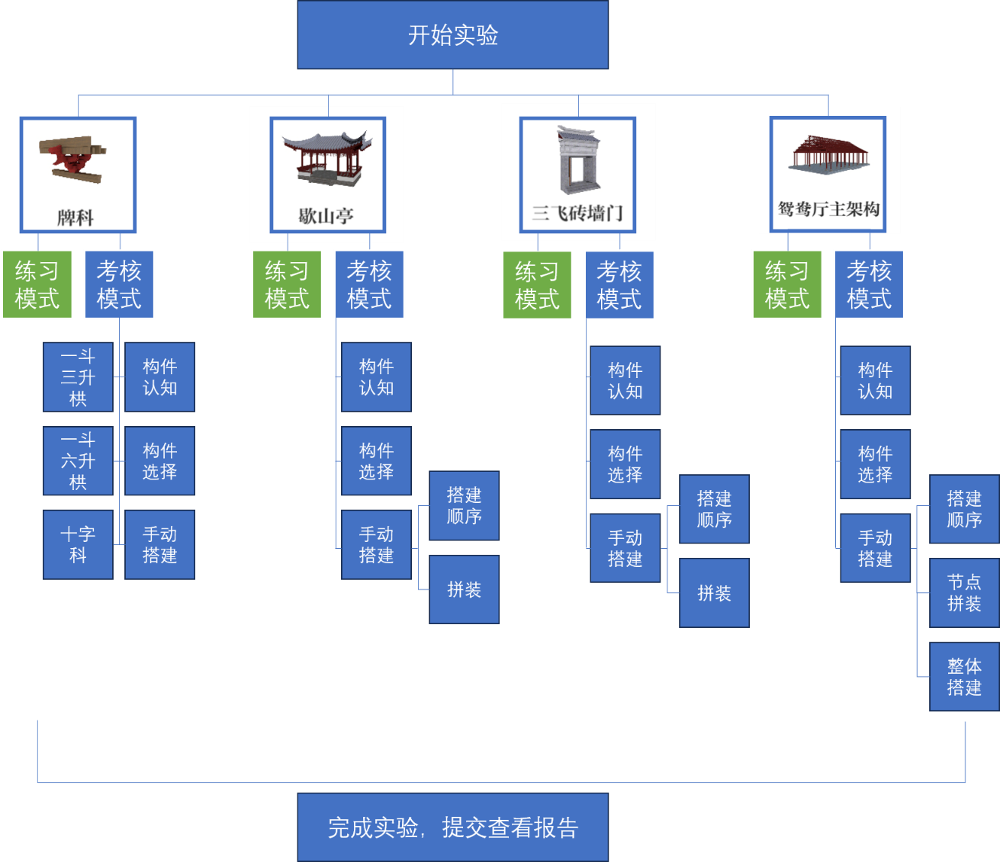 开始实验
牌科
歇山亭
三飞砖墙门
鸳鸯厅主架构
练习
模式
考核
模式
练习
模式
考核
模式
练习
模式
考核
模式
练习
模式
考核
模式
一斗
三升
栱
构件
认知
一斗
六升
栱
构件
选择
十字
科
手动
搭建
构件
认知
构件
选择
手动
搭建
搭建
顺序
拼装
构件
认知
构件
选择
手动
搭建
搭建
顺序
拼装
构件
认知
构件
选择
手动
搭建
搭建
顺序
节点
拼装
整体
搭建
完成实验，提交查看报告